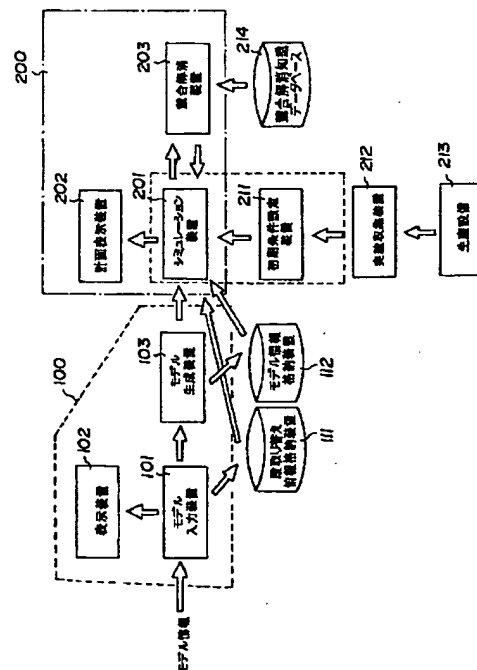 200
203
競合解消
装置
214
競合解消知識
データベース
202
計画表示装置
201
シミュレーション
装置
211
初期条件設定
装置
212
実績収集装置
213
生産設備
100
103
モデル
生成装置
112
モデル情報
格納装置
102
表示装置
101
モデル
入力装置
111
段取り替え
情報格納装置
モデル情報